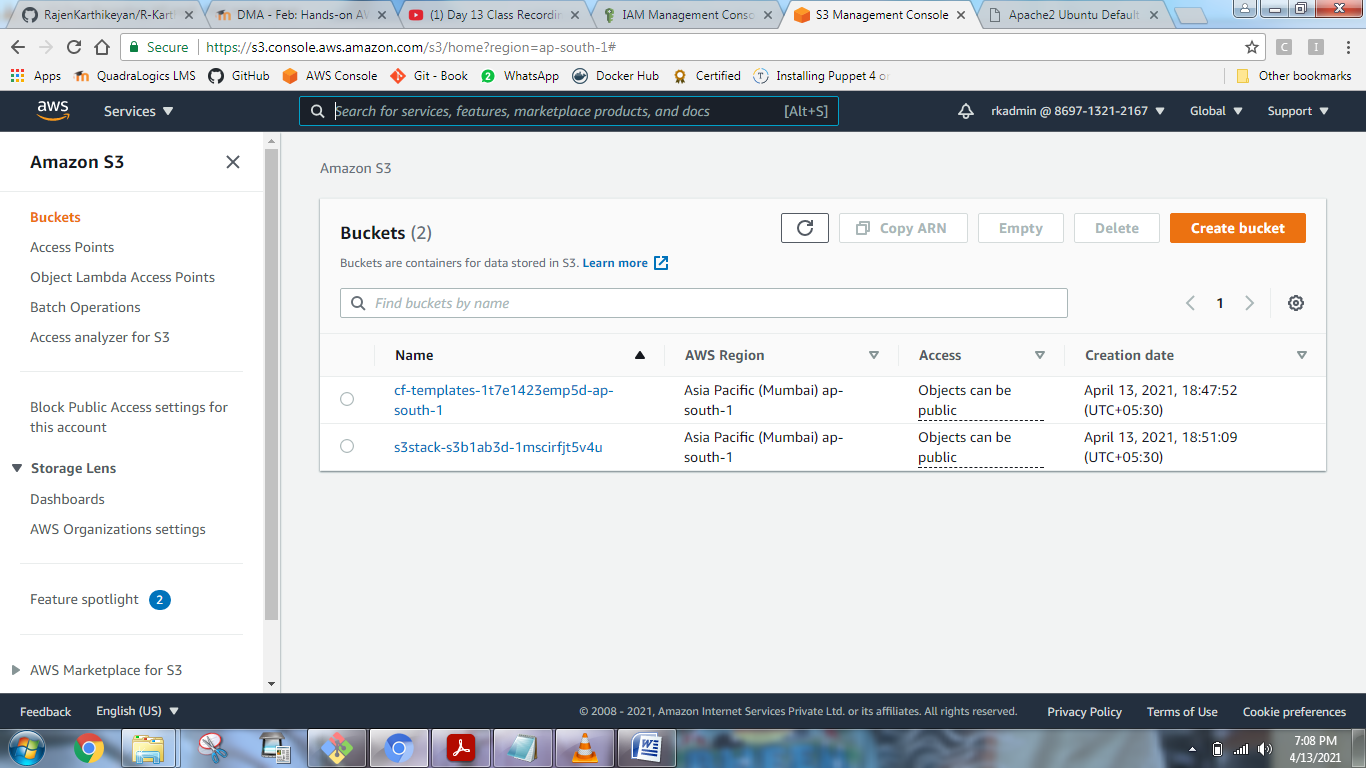 RajenKarthikeyan/R-Kart
DMA - Feb: Hands-on AW
(1) Day 13 Class Recordin
IAM Management Consc
S3 Management Console
Apache2 Ubuntu Default
Secure
https://s3.console.aws.amazon.com/s3/home?region=ap-south-1#
Apps
QuadraLogics LMS
GitHub
AWS Console
Git - Book
2
WhatsApp
Docker Hub
Certified
Installing Puppet 4 o
Other bookmarks
aws
Services
Search for services, features, marketplace products, and docs
[Alt+S]
rkadmin @ 8697-1321-2167
Global
Support
Amazon S3
Buckets
Access Points
Object Lambda Access Points
Batch Operations
Access analyzer for S3
Block Public Access settings for
this account
Storage Lens
Dashboards
AWS Organizations settings
Feature spotlight 2
AWS Marketplace for S3
Amazon S3
Buckets (2)
Copy ARN
Empty
Delete
Create bucket
Buckets are containers for data stored in S3. Learn more
Find buckets by name
1
Name
AWS Region
Access
Creation date
cf-templates-1t7e1423emp5d-ap-
south-1
Asia Pacific (Mumbai) ap-
south-1
Objects can be
public
April 13, 2021, 18:47:52
(UTC+05:30)
s3stack-s3b1ab3d-1mscirfjt5v4u
Asia Pacific (Mumbai) ap-
south-1
Objects can be
public
April 13, 2021, 18:51:09
(UTC+05:30)
Feedback
English (US)
© 2008 - 2021, Amazon Internet Services Private Ltd. or its affiliates. All rights reserved.
Privacy Policy
Terms of Use
Cookie preferences
7:08 PM
4/13/2021